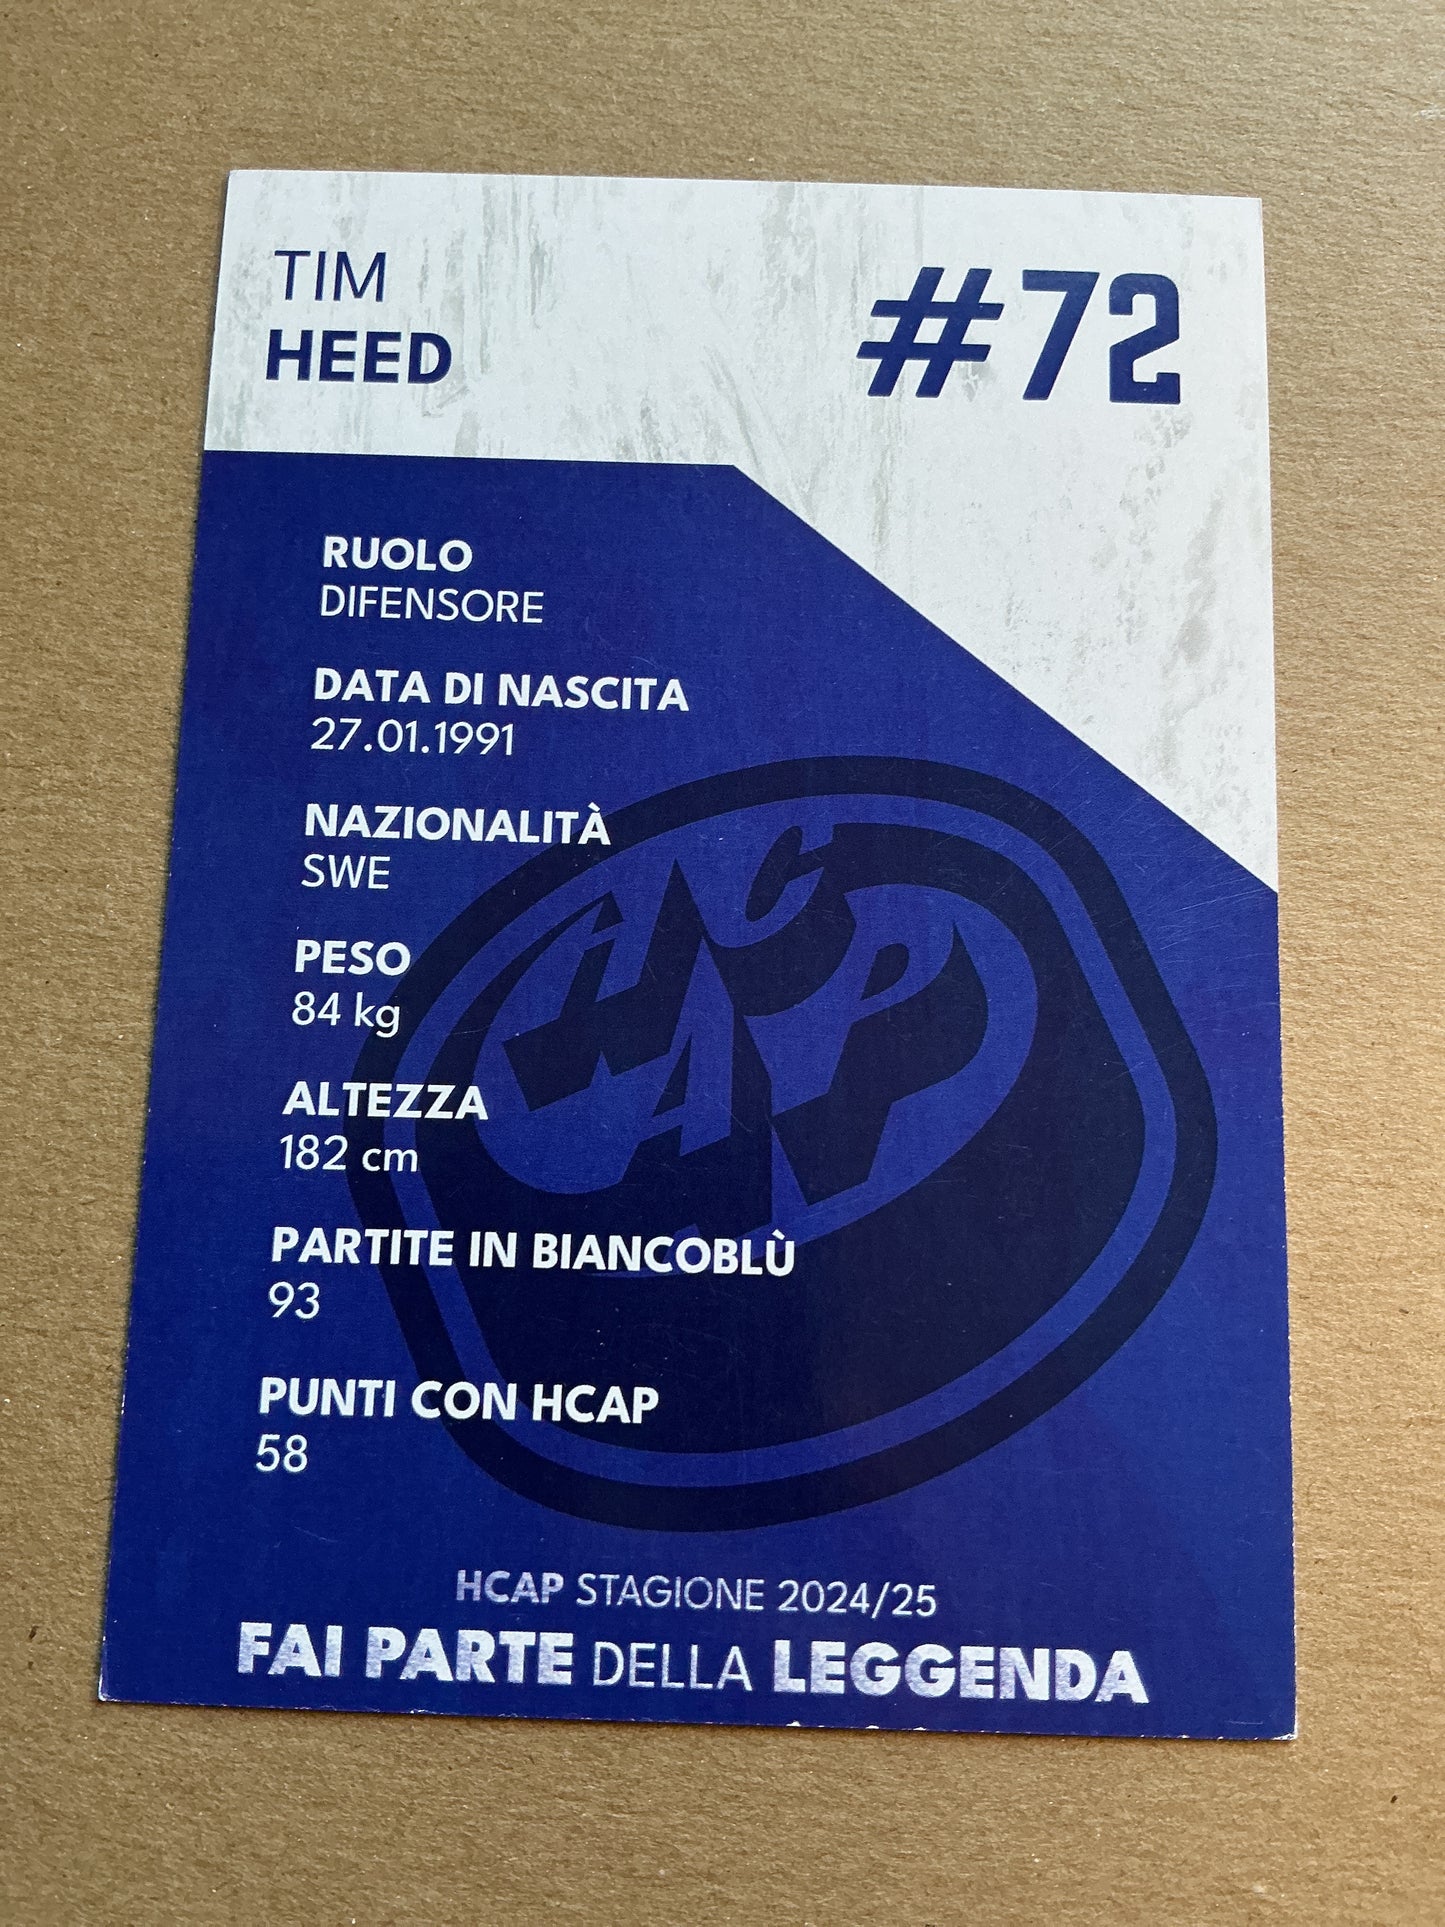 TIM
HEED
#72
RUOLO
DIFENSORE
DATA DI NASCITA
27.01.1991
NAZIONALITÀ
SWE
PESO
84 kg
ALTEZZA
182 cm
PARTITE IN BIANCOBLÙ
93
PUNTI CON HCAP
58
HCAP
HCAP STAGIONE 2024/25
FAI PARTE DELLA LEGGENDA